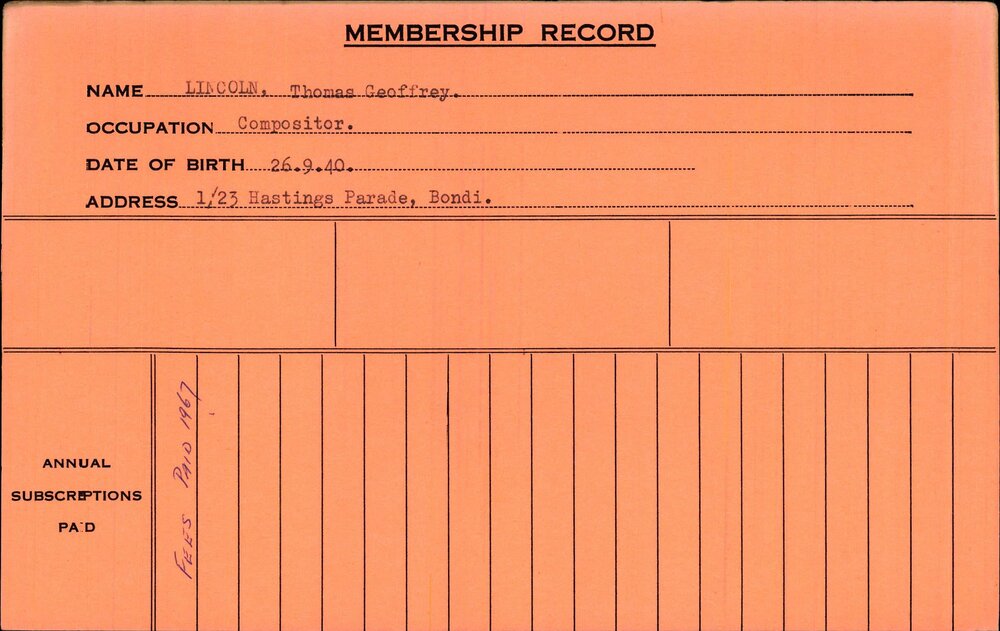 MEMBERSHIP RECORD
NAME LINCOLN, Thomas Geoffrey.
OCCUPATION Compositor.
DATE OF BIRTH 26.9.40.
ADDRESS 1/23 Hastings Parade, Bondi.
ANNUAL
SUBSCRIPTIONS
PAID
FEES PAID 1967